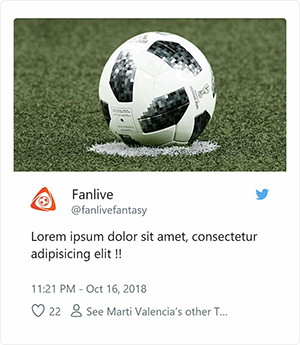 Fanlive
@fanlivefantasy
Lorem ipsum dolor sit amet, consectetur
adipisicing elit !!
11:21 PM - Oct 16, 2018
22 See Marti Valencia's other T...